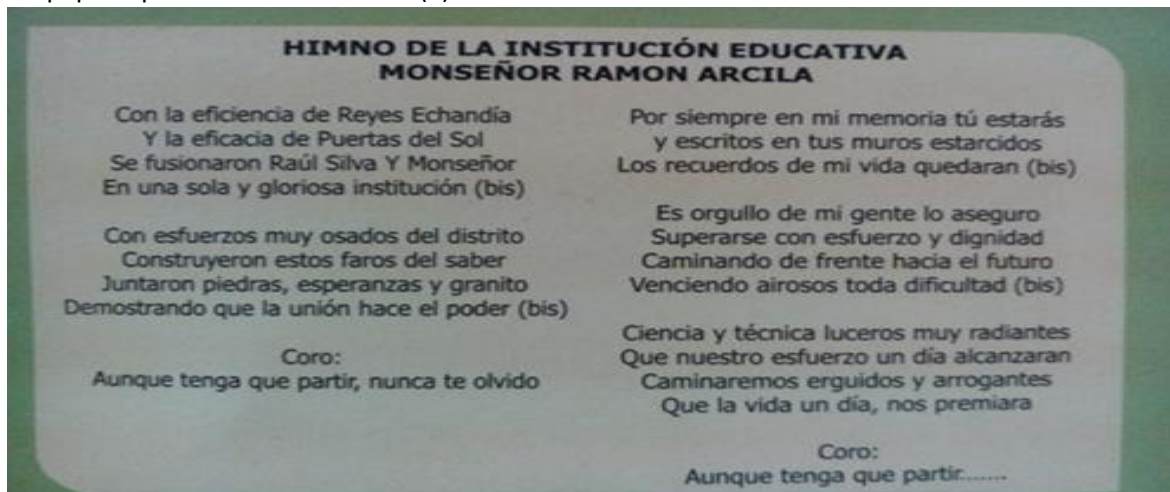 HIMNO DE LA INSTITUCIÓN EDUCATIVA
MONSEÑOR RAMON ARCILA
Con la eficiencia de Reyes Echandía
Y la eficacia de Puertas del Sol
Se fusionaron Raúl Silva Y Monseñor
En una sola y gloriosa institución (bis)
Con esfuerzos muy osados del distrito
Construyeron estos faros del saber
Juntaron piedras, esperanzas y granito
Demostrando que la unión hace el poder (bis)
Coro:
Aunque tenga que partir, nunca te olvido
Por siempre en mi memoria tú estarás
y escritos en tus muros estarcidos
Los recuerdos de mi vida quedaran (bis)
Es orgullo de mi gente lo aseguro
Superarse con esfuerzo y dignidad
Caminando de frente hacia el futuro
Venciendo airosos toda dificultad (bis)
Ciencia y técnica luceros muy radiantes
Que nuestro esfuerzo un día alcanzaran
Caminaremos erguidos y arrogantes
Que la vida un día, nos premiara
Coro:
Aunque tenga que partir.......